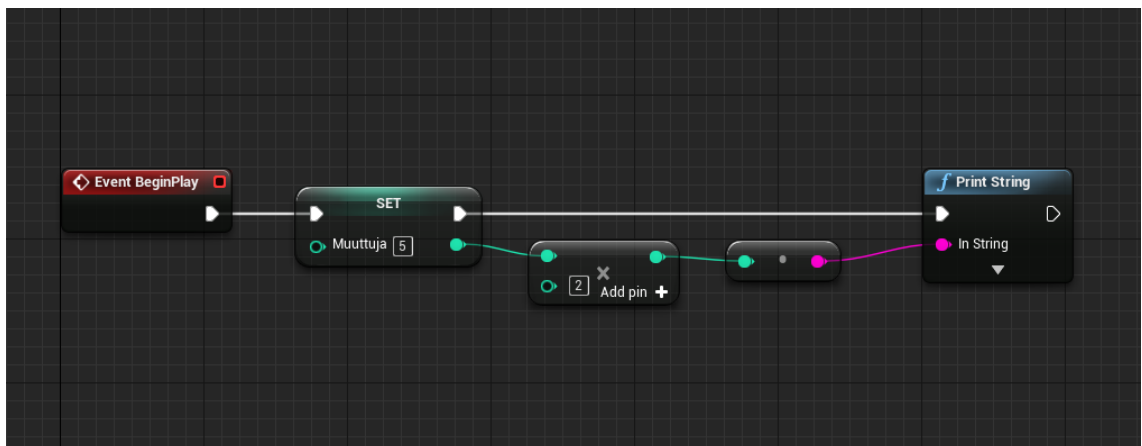 Event BeginPlay
SET
Muuttuja 5
2
Add pin
Print String
In String